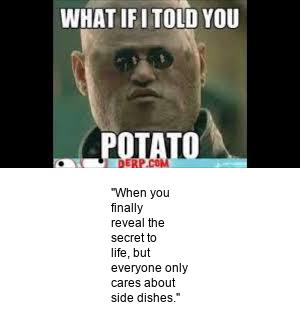 WHAT IF I TOLD YOU
POTATO
DERP.COM
"When you
finally
reveal the
secret to
life, but
everyone only
cares about
side dishes."